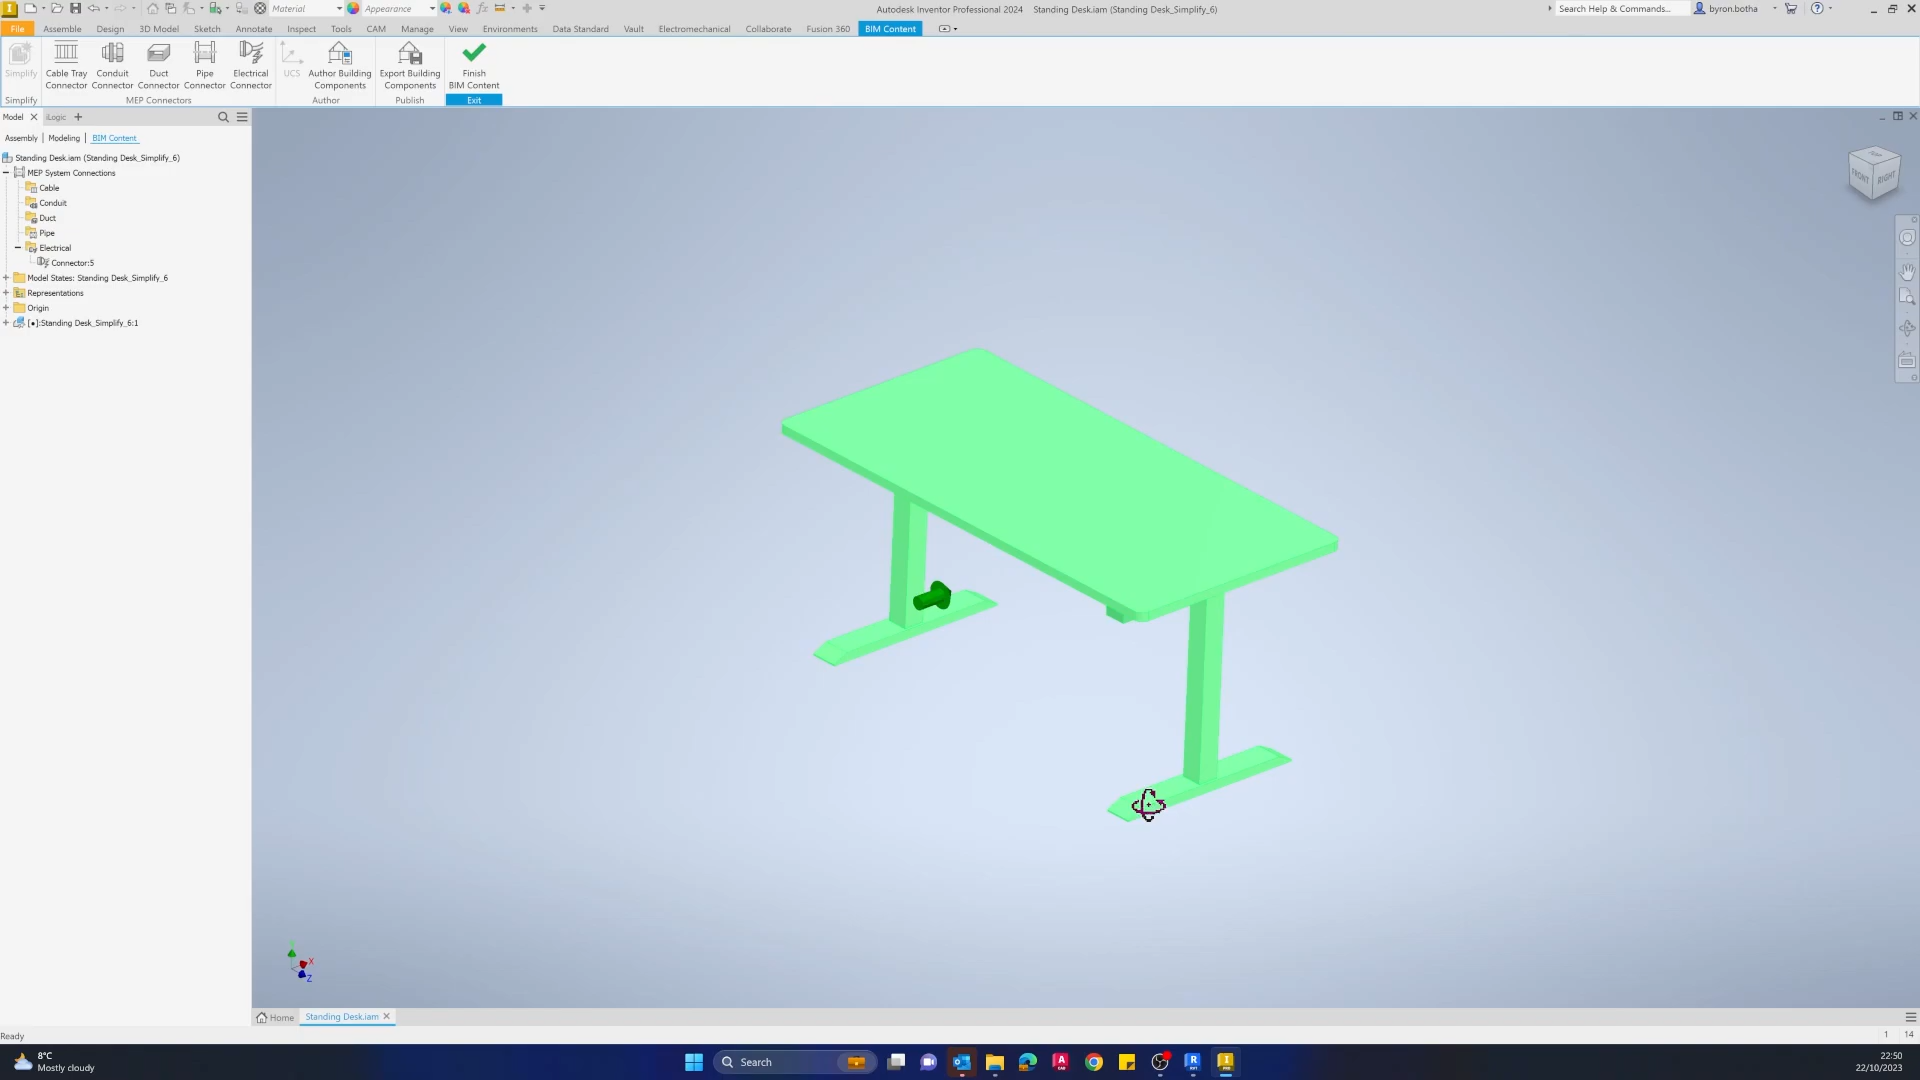 Material
Appearance
Autodesk Inventor Professional 2024 Standing Desk.iam (Standing Desk_Simplify_6)
Search Help & Commands...
byron.botha
File Assemble Design 3D Model Sketch Annotate Inspect Tools CAM Manage View Environments Data Standard Vault Electromechanical Collaborate Fusion 360 BIM Content
Simplify
Cable Tray
Connector
Conduit
Connector
Duct
Connector
Pipe
Connector
Electrical
Connector
UCS
Author Building
Components
Export Building
Components
Finish
BIM Content
Simplify MEP Connectors Author Publish Exit
Model iLogic
Assembly | Modeling | BIM Content
Standing Desk.iam (Standing Desk_Simplify_6)
MEP System Connections
Cable
Conduit
Duct
Pipe
Electrical
Connector:5
Model States: Standing Desk_Simplify_6
Representations
Origin
[●]:Standing Desk_Simplify_6:1
FRONT RIGHT
X
Z
Home Standing Desk.iam
Ready
1 14
8°C
Mostly cloudy
Search
22:50
22/10/2023